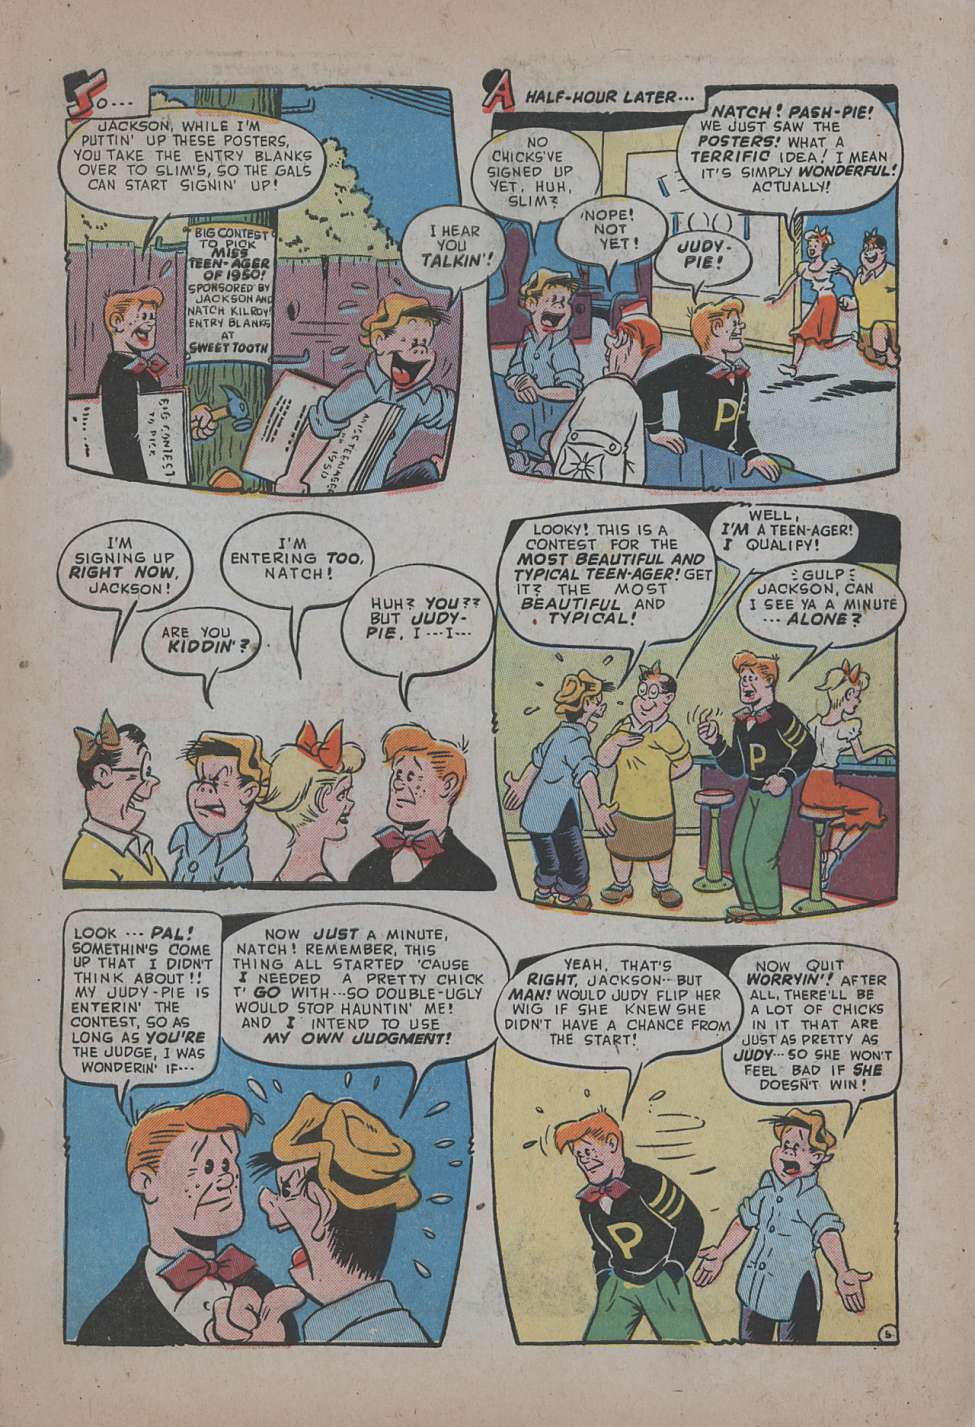 SO...
JACKSON, WHILE I'M
PUTTIN' UP THESE POSTERS,
YOU TAKE THE ENTRY BLANKS
OVER TO SLIM'S, SO THE GALS
CAN START SIGNIN' UP!
I HEAR
YOU
TALKIN'!
BIG CONTEST
TO PICK
MISS
TEEN-AGER
OF 1950!
SPONSORED BY
JACKSON AND
NATCH KILROY!
ENTRY BLANKS
AT
SWEET TOOTH
BIG CONTEST
TO PICK
A HALF-HOUR LATER...
NO
CHICKS'VE
SIGNED UP
YET, HUH,
SLIM?
NOPE!
NOT
YET!
JUDY-
PIE!
NATCH! PASH-PIE!
WE JUST SAW THE
POSTERS! WHAT A
TERRIFIC IDEA! I MEAN
IT'S SIMPLY WONDERFUL!
ACTUALLY!
P
I'M
SIGNING UP
RIGHT NOW,
JACKSON!
ARE YOU
KIDDIN'?
I'M
ENTERING TOO,
NATCH!
HUH? YOU??
BUT JUDY-
PIE, I---I---
LOOKY! THIS IS A
CONTEST FOR THE
MOST BEAUTIFUL AND
TYPICAL TEEN-AGER! GET
IT? THE MOST
BEAUTIFUL AND
TYPICAL!
WELL,
I'M A TEEN-AGER!
I QUALIFY!
GULP
JACKSON, CAN
I SEE YA A MINUTE
--- ALONE?
P
LOOK --- PAL!
SOMETHIN'S COME
UP THAT I DIDN'T
THINK ABOUT!!
MY JUDY-PIE IS
ENTERIN' THE
CONTEST, SO AS
LONG AS YOU'RE
THE JUDGE, I WAS
WONDERIN' IF---
NOW JUST A MINUTE,
NATCH! REMEMBER, THIS
THING ALL STARTED 'CAUSE
I NEEDED A PRETTY CHICK
T' GO WITH---SO DOUBLE-UGLY
WOULD STOP HAUNTIN' ME!
AND I INTEND TO USE
MY OWN JUDGMENT!
YEAH, THAT'S
RIGHT, JACKSON--BUT
MAN! WOULD JUDY FLIP HER
WIG IF SHE KNEW SHE
DIDN'T HAVE A CHANCE FROM
THE START!
NOW QUIT
WORRYIN'! AFTER
ALL, THERE'LL BE
A LOT OF CHICKS
IN IT THAT ARE
JUST AS PRETTY AS
JUDY---SO SHE WON'T
FEEL BAD IF SHE
DOESN'T WIN!
P
5